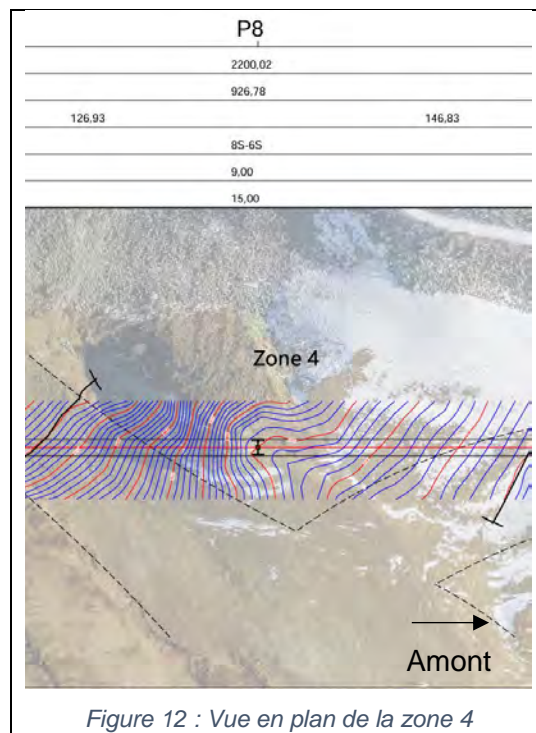 P8
2200,02
926,78
126,93 146,83
8S-6S
9,00
15,00
Zone 4
Amont
Figure 12 : Vue en plan de la zone 4